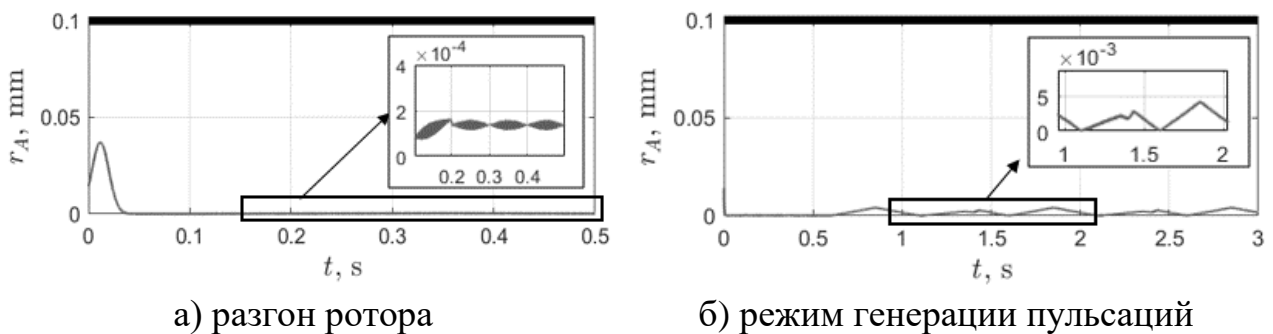 0.1
0.05
0
r_A, mm
×10^-4
4
2
0
0.2 0.3 0.4
0 0.1 0.2 0.3 0.4 0.5
t, s
а) разгон ротора
0.1
0.05
0
r_A, mm
×10^-3
5
0
1 1.5 2
0 0.5 1 1.5 2 2.5 3
t, s
б) режим генерации пульсаций